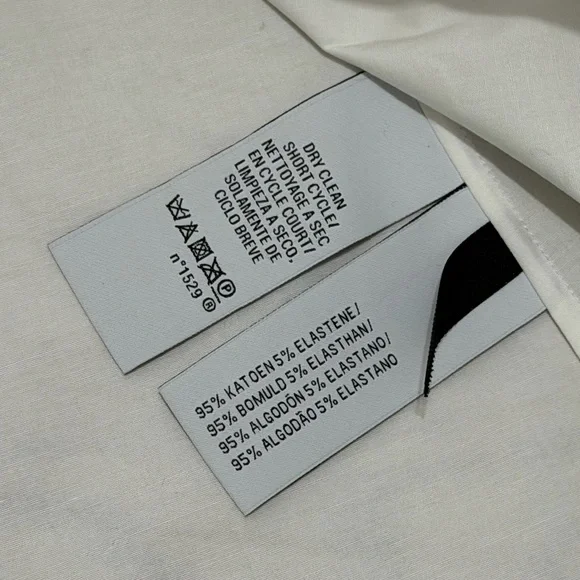 DRY CLEAN
SHORT CYCLE/
NETTOYAGE A SEC
EN CYCLE COURT/
LIMPIEZA A SECO,
SOLAMENTE DE
CICLO BREVE
P
n°1529 ®
95% KATOEN 5% ELASTENE/
95% BOMULD 5% ELASTHAN/
95% ALGODÓN 5% ELASTANO/
95% ALGODÃO 5% ELASTANO